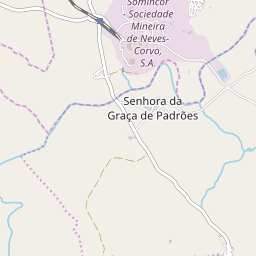 Somincor
- Sociedade
Mineira
de Neves-
Corvo,
S.A.
Senhora da
Graça de Padrões